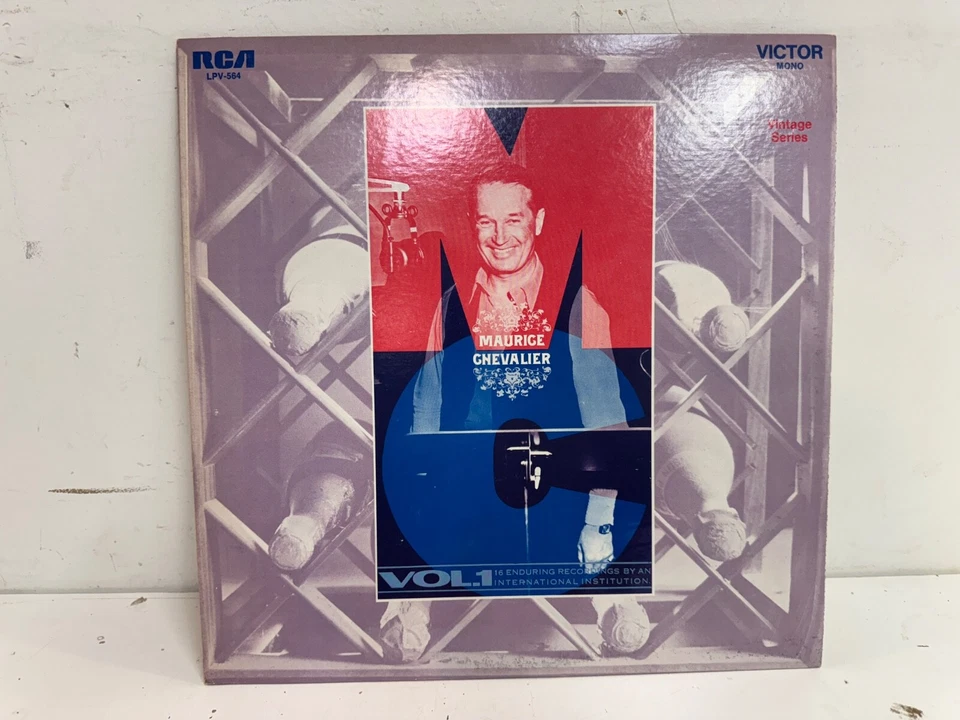 RCA
LPV-564
VICTOR
MONO
Vintage
Series
MAURICE
CHEVALIER
VOL.1
16 ENDURING RECORDINGS BY AN
INTERNATIONAL INSTITUTION.